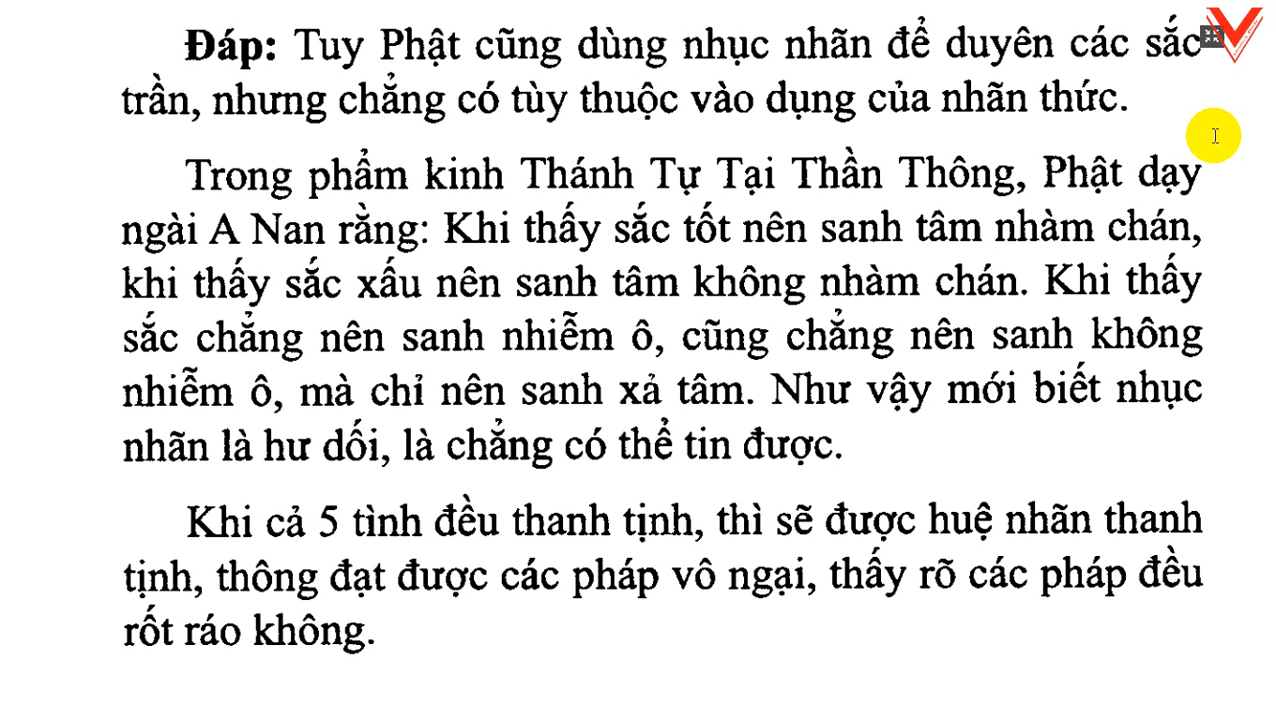 Đáp: Tuy Phật cũng dùng nhục nhãn để duyên các sắc
trần, nhưng chẳng có tùy thuộc vào dụng của nhãn thức.
Trong phẩm kinh Thánh Tự Tại Thần Thông, Phật dạy
ngài A Nan rằng: Khi thấy sắc tốt nên sanh tâm nhàm chán,
khi thấy sắc xấu nên sanh tâm không nhàm chán. Khi thấy
sắc chẳng nên sanh nhiễm ô, cũng chẳng nên sanh không
nhiễm ô, mà chỉ nên sanh xả tâm. Như vậy mới biết nhục
nhãn là hư dối, là chẳng có thể tin được.
Khi cả 5 tình đều thanh tịnh, thì sẽ được huệ nhãn thanh
tịnh, thông đạt được các pháp vô ngại, thấy rõ các pháp đều
rốt ráo không.